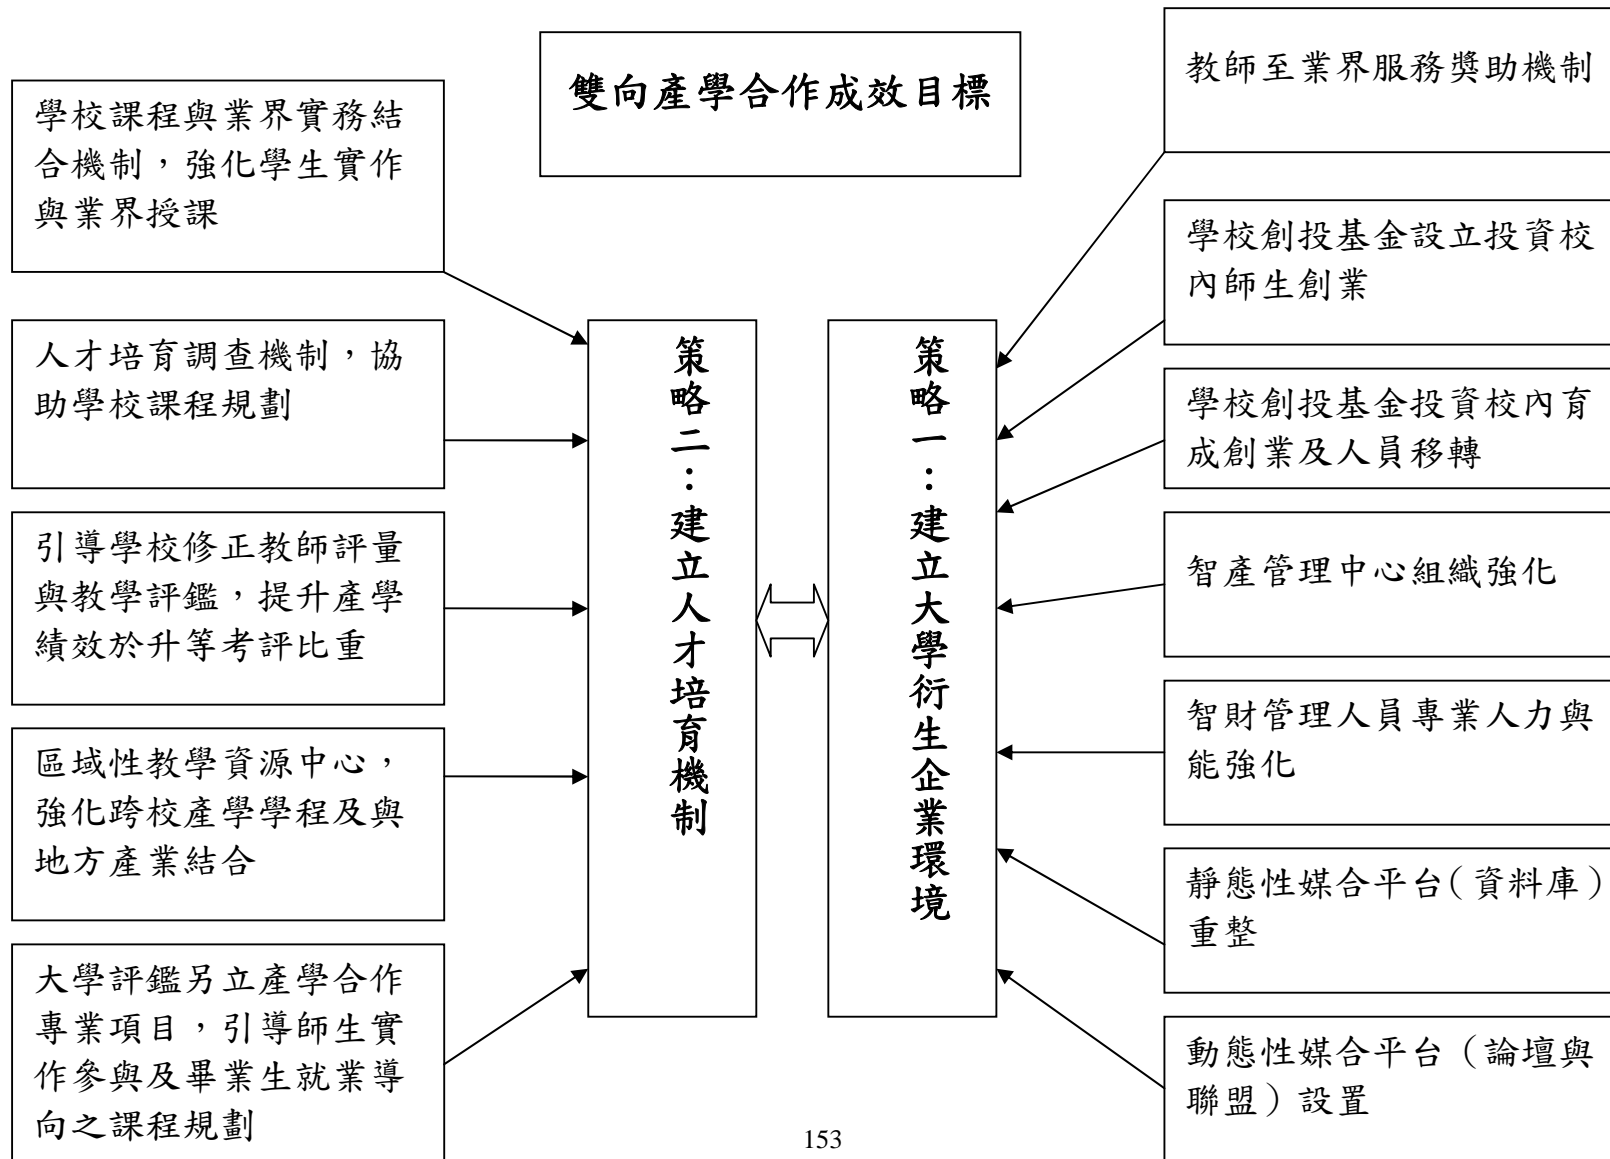 雙向產學合作成效目標
學校課程與業界實務結
合機制，強化學生實作
與業界授課
人才培育調查機制，協
助學校課程規劃
引導學校修正教師評量
與教學評鑑，提升產學
績效於升等考評比重
區域性教學資源中心，
強化跨校產學學程及與
地方產業結合
大學評鑑另立產學合作
專業項目，引導師生實
作參與及畢業生就業導
向之課程規劃
策略二：建立人才培育機制
策略一：建立大學衍生企業環境
教師至業界服務獎助機制
學校創投基金設立投資校
內師生創業
學校創投基金投資校內育
成創業及人員移轉
智產管理中心組織強化
智財管理人員專業人力與
能強化
靜態性媒合平台（資料庫）
重整
動態性媒合平台（論壇與
聯盟）設置
153